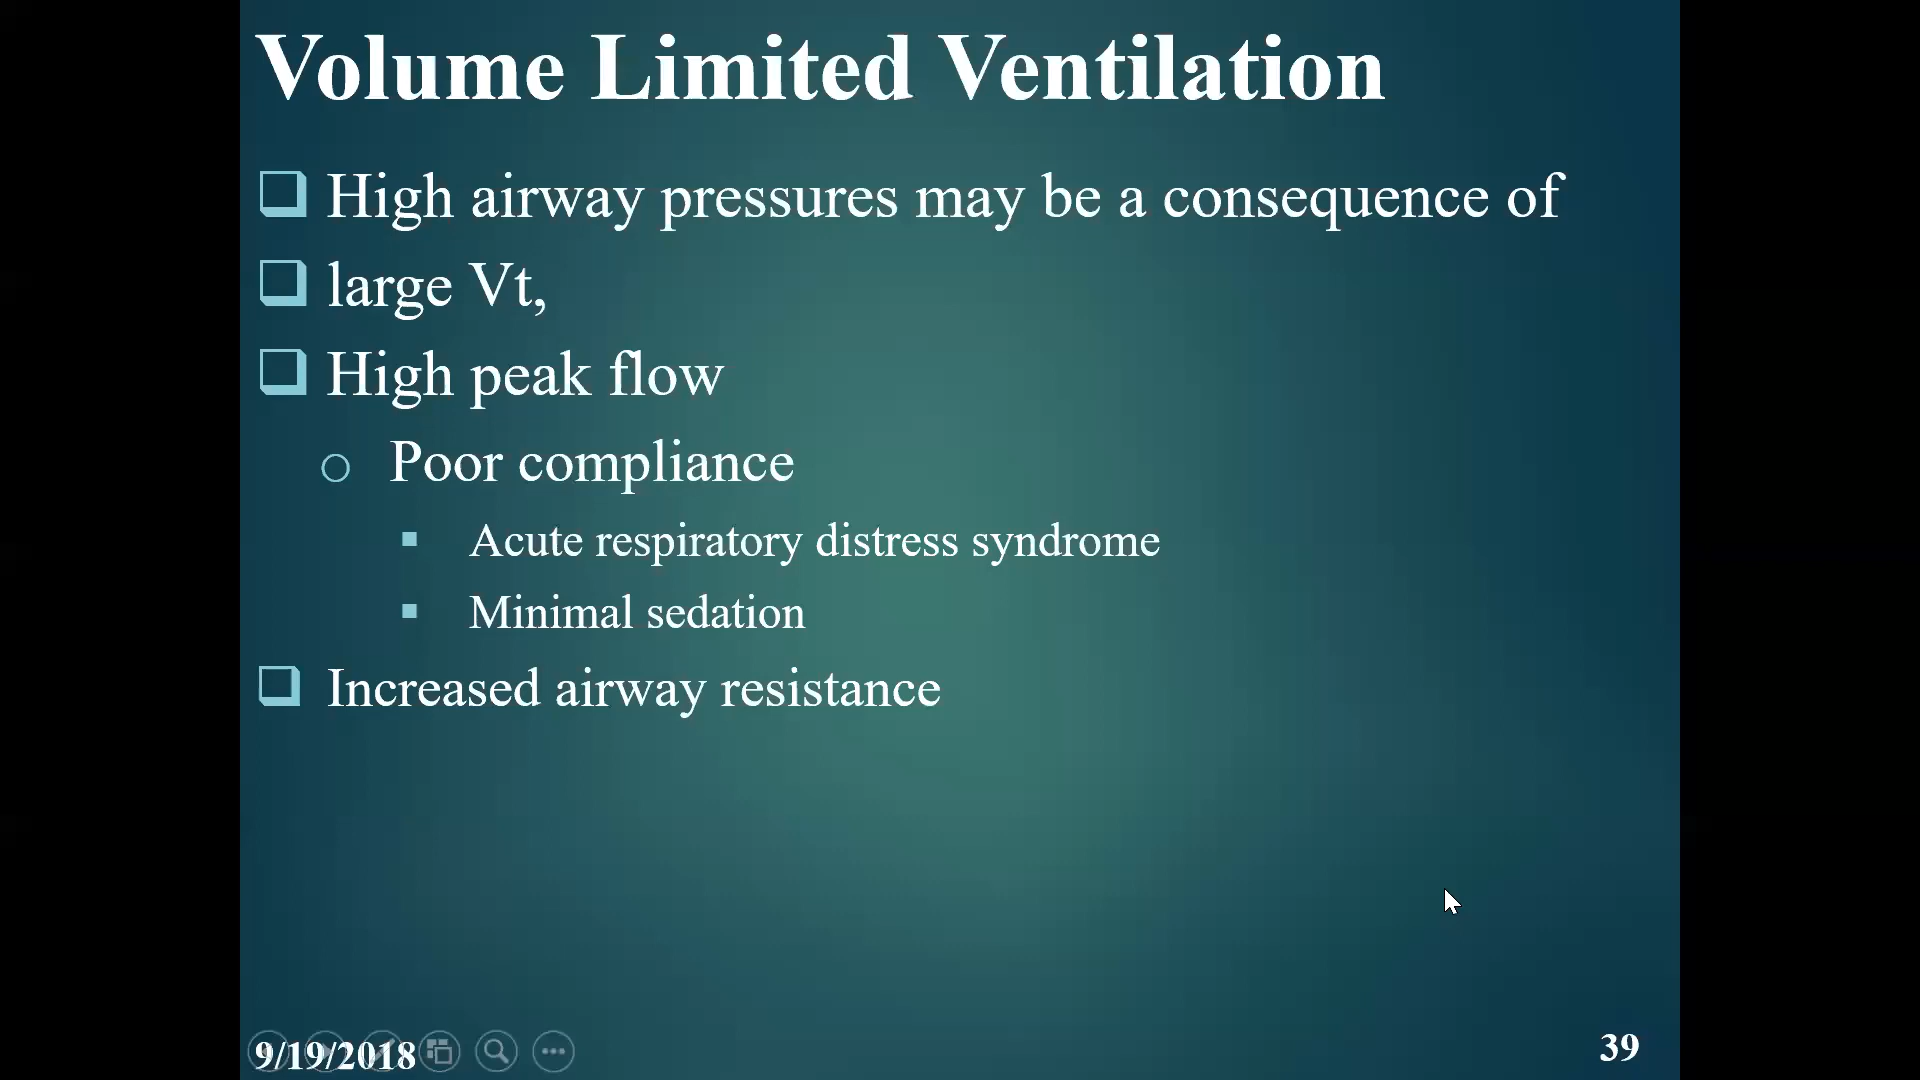 Volume Limited Ventilation
High airway pressures may be a consequence of
large Vt,
High peak flow
Poor compliance
Acute respiratory distress syndrome
Minimal sedation
Increased airway resistance
9/19/2018
39